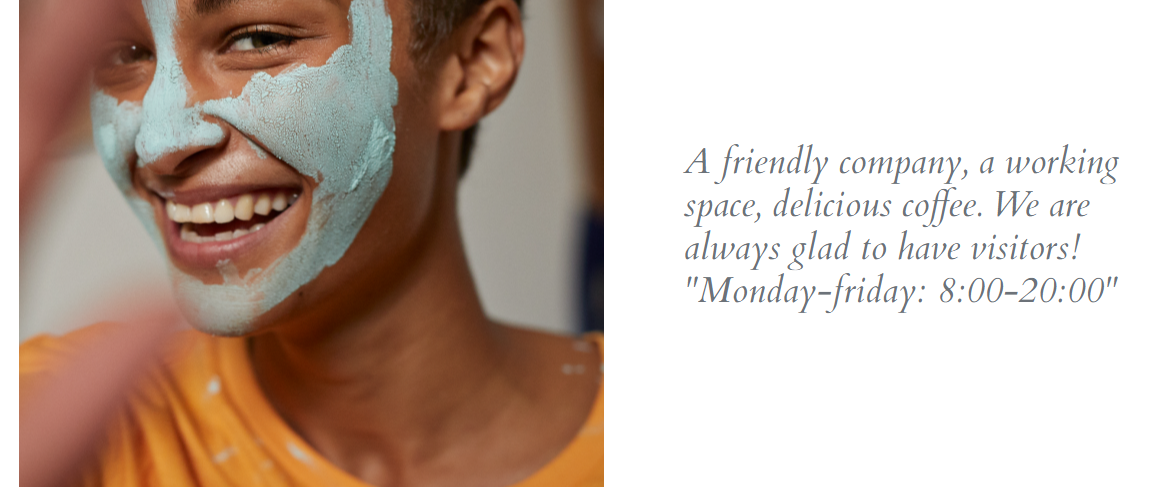 A friendly company, a working
space, delicious coffee. We are
always glad to have visitors!
"Monday-friday: 8:00-20:00"